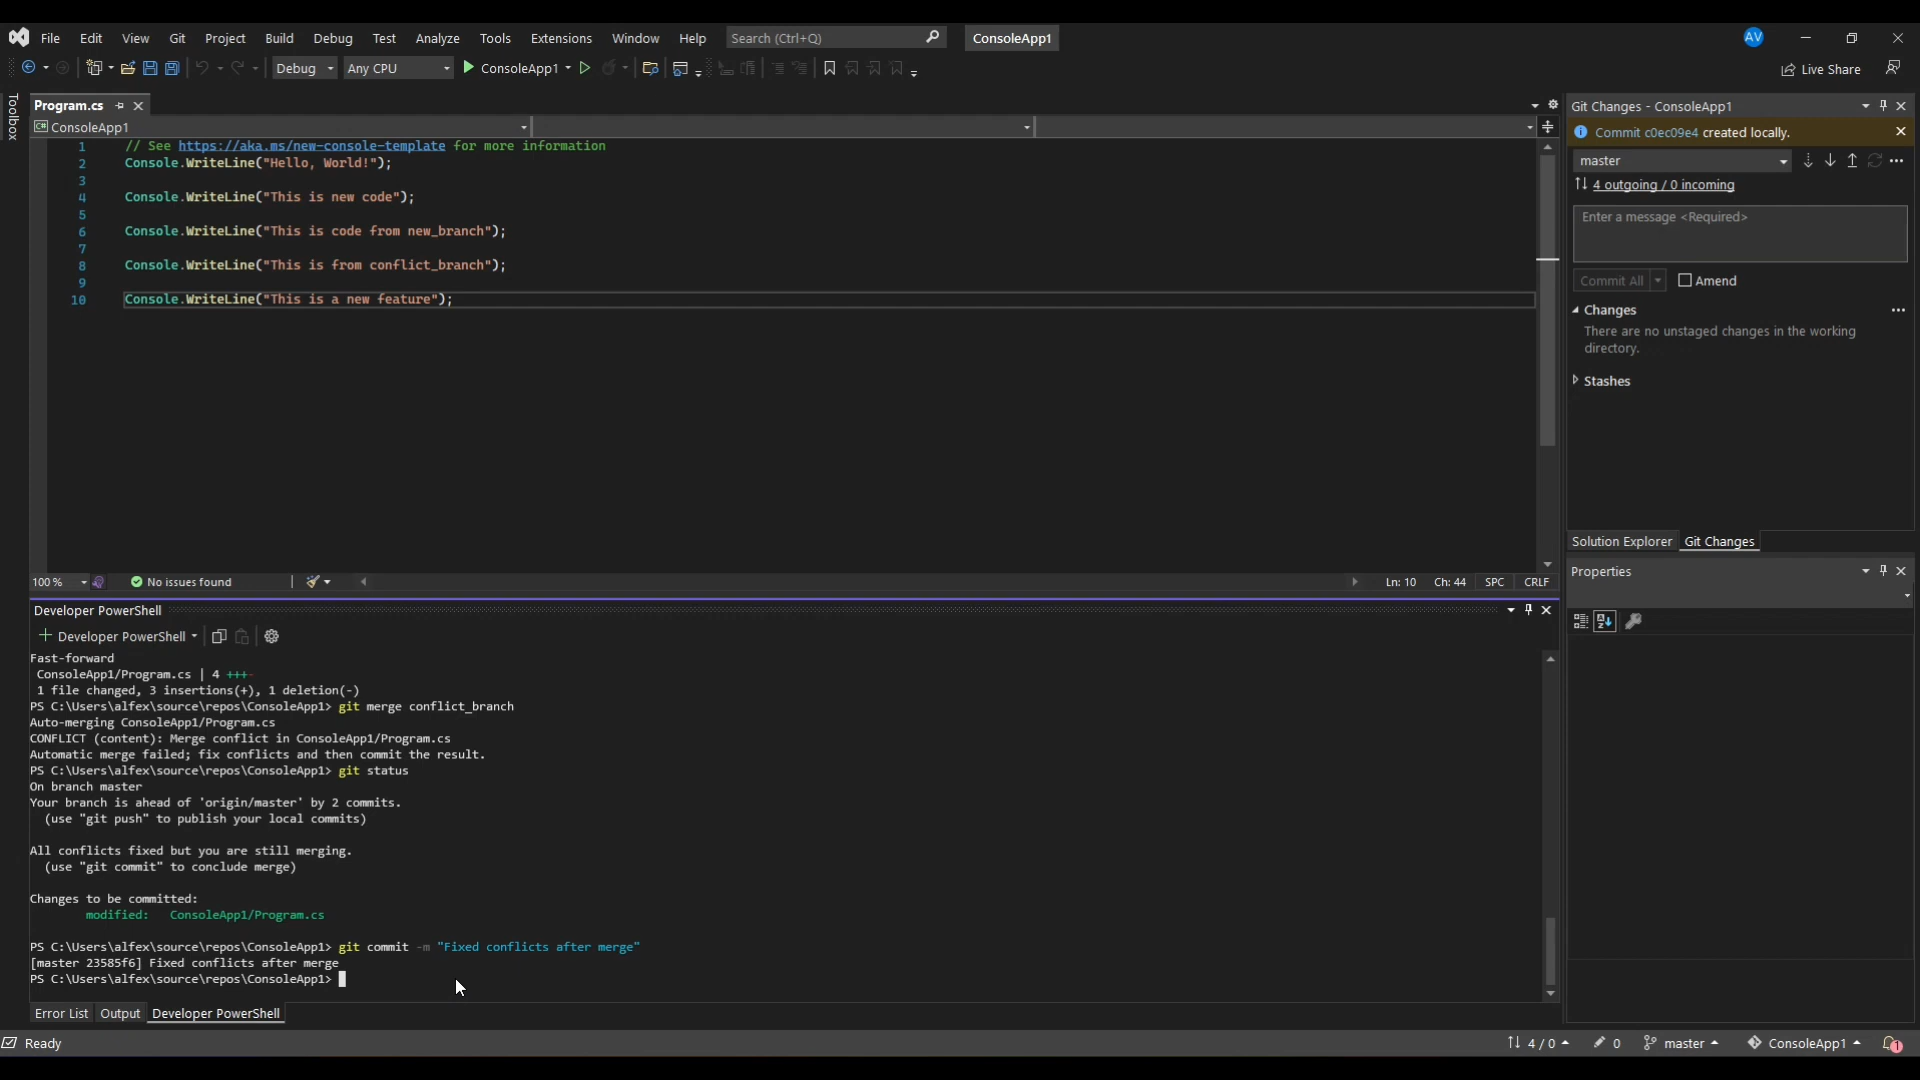 File Edit View Git Project Build Debug Test Analyze Tools Extensions Window Help Search (Ctrl+Q) ConsoleApp1 AV
Debug Any CPU ConsoleApp1 Live Share
Toolbox
Program.cs
C# ConsoleApp1
1 // See https://aka.ms/new-console-template for more information
2 Console.WriteLine("Hello, World!");
3
4 Console.WriteLine("This is new code");
5
6 Console.WriteLine("This is code from new_branch");
7
8 Console.WriteLine("This is from conflict_branch");
9
10 Console.WriteLine("This is a new feature");
100 % No issues found Ln: 10 Ch: 44 SPC CRLF
Developer PowerShell
Developer PowerShell
Fast-forward
ConsoleApp1/Program.cs | 4 +++-
1 file changed, 3 insertions(+), 1 deletion(-)
PS C:\Users\alfex\source\repos\ConsoleApp1> git merge conflict_branch
Auto-merging ConsoleApp1/Program.cs
CONFLICT (content): Merge conflict in ConsoleApp1/Program.cs
Automatic merge failed; fix conflicts and then commit the result.
PS C:\Users\alfex\source\repos\ConsoleApp1> git status
On branch master
Your branch is ahead of 'origin/master' by 2 commits.
(use "git push" to publish your local commits)
All conflicts fixed but you are still merging.
(use "git commit" to conclude merge)
Changes to be committed:
modified: ConsoleApp1/Program.cs
PS C:\Users\alfex\source\repos\ConsoleApp1> git commit -m "Fixed conflicts after merge"
[master 23585f6] Fixed conflicts after merge
PS C:\Users\alfex\source\repos\ConsoleApp1>
Error List Output Developer PowerShell
Git Changes - ConsoleApp1
Commit c0ec09e4 created locally.
master
4 outgoing / 0 incoming
Enter a message <Required>
Commit All Amend
Changes
There are no unstaged changes in the working
directory.
Stashes
Solution Explorer Git Changes
Properties
Ready 4 / 0 0 master ConsoleApp1 1